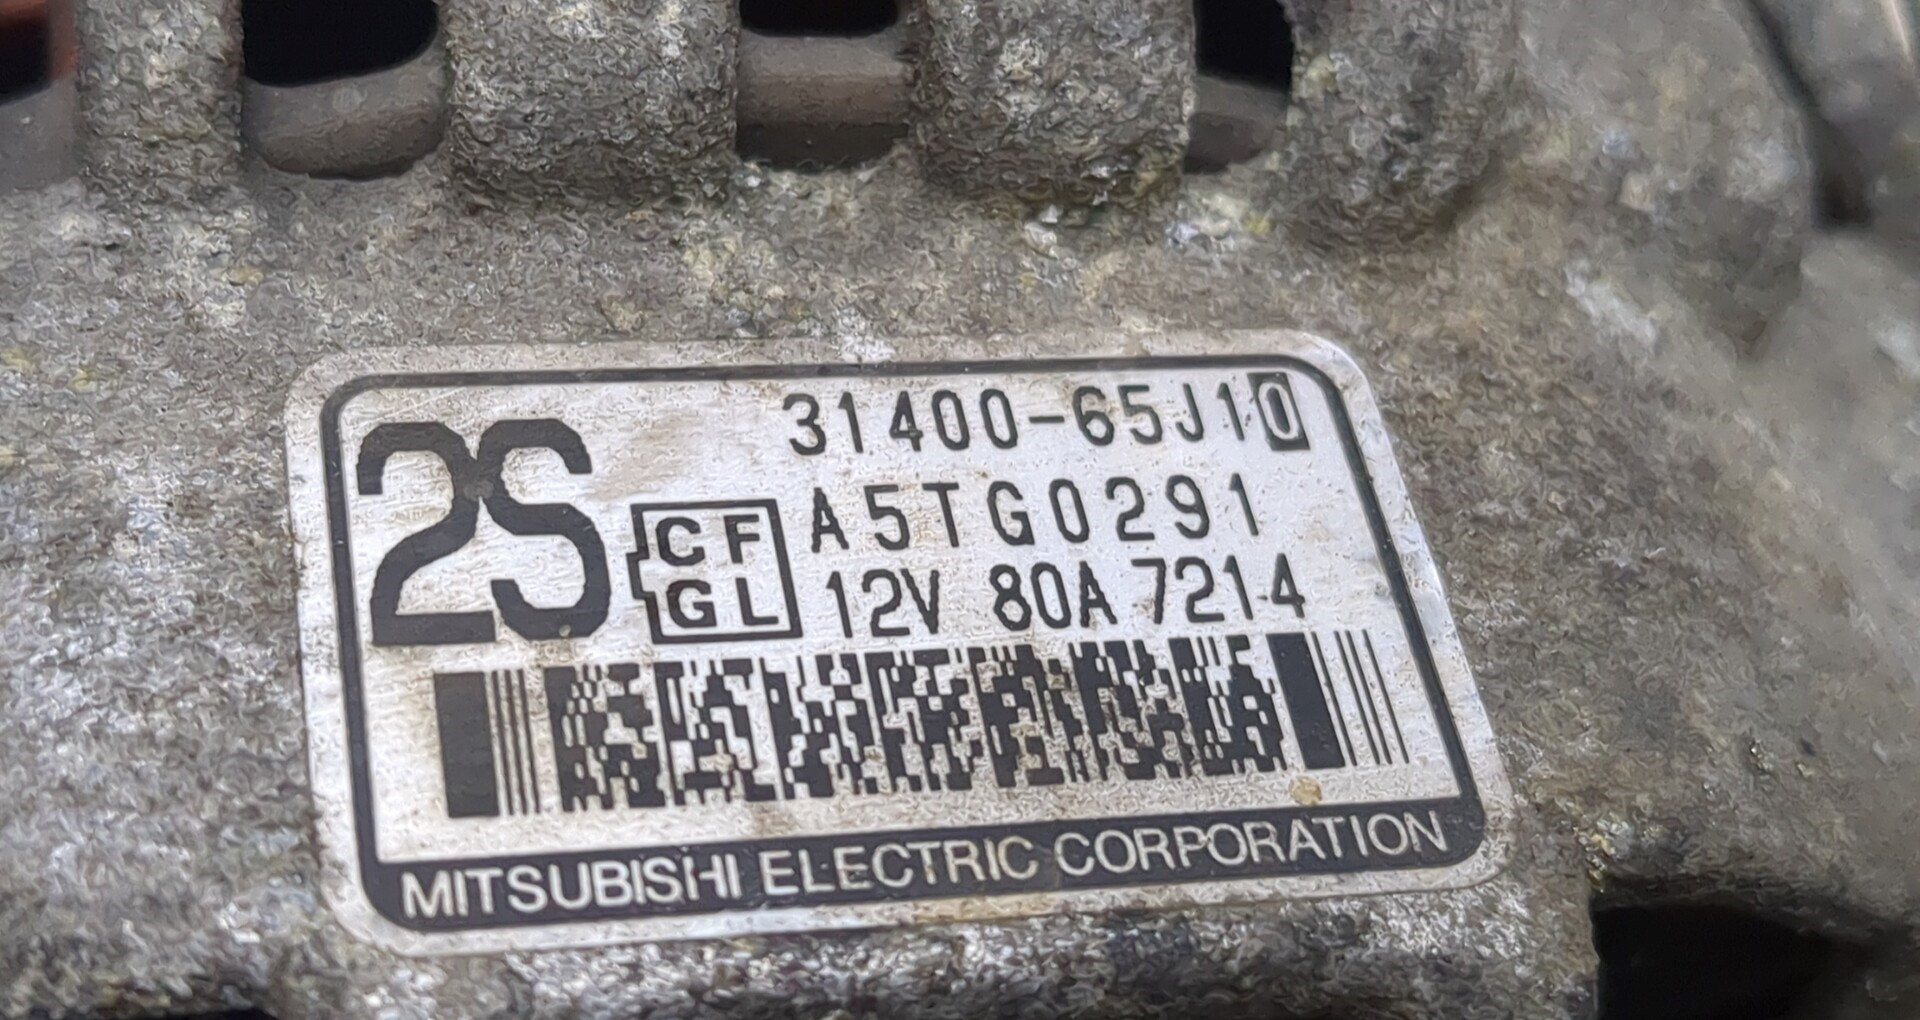 31400-65J10
2S
CF
GL
A5TG0291
12V 80A 7214
MITSUBISHI ELECTRIC CORPORATION